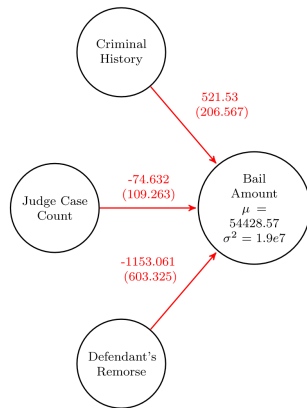 Criminal
History
521.53
(206.567)
-74.632
(109.263)
Judge Case
Count
Bail
Amount
μ =
54428.57
σ² = 1.9e7
-1153.061
(603.325)
Defendant's
Remorse